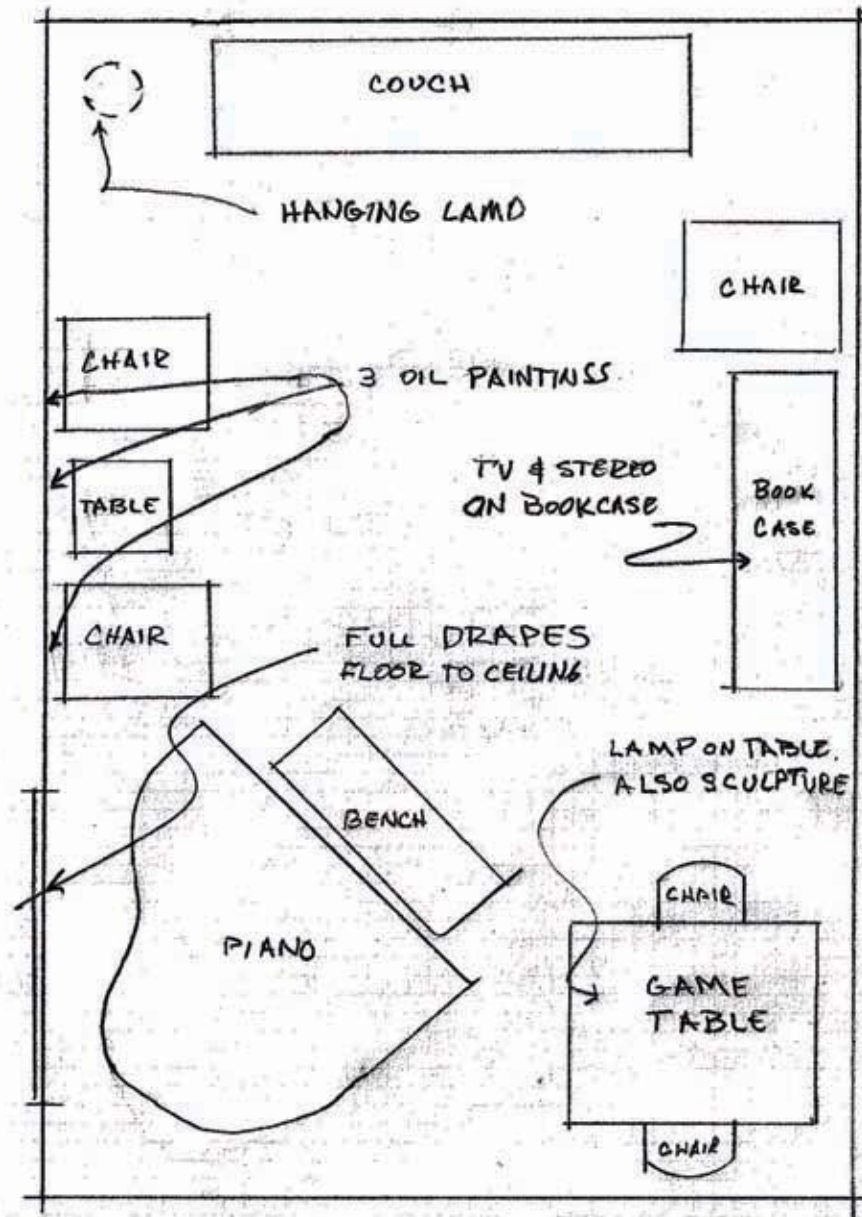 COUCH
HANGING LAMP
CHAIR
CHAIR
3 OIL PAINTINSS
TV & STEREO
ON BOOKCASE
BOOK
CASE
TABLE
CHAIR
FULL DRAPES
FLOOR TO CEILING
LAMP ON TABLE.
ALSO SCULPTURE
BENCH
CHAIR
PIANO
GAME
TABLE
CHAIR